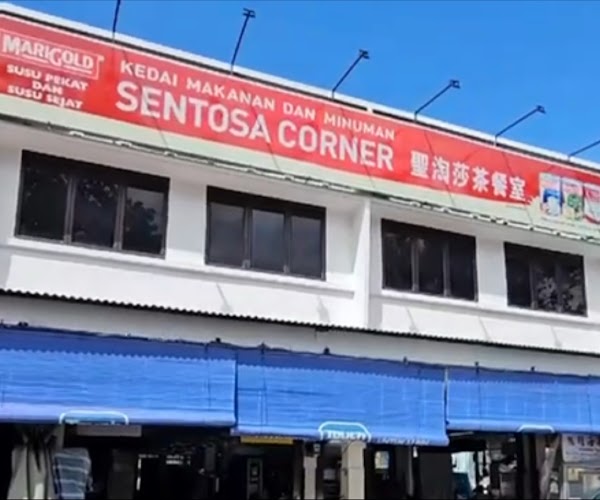 MARIGOLD
SUSU PEKAT
DAN
SUSU SEJAT
KEDAI MAKANAN DAN MINUMAN
SENTOSA CORNER 聖淘莎茶餐室